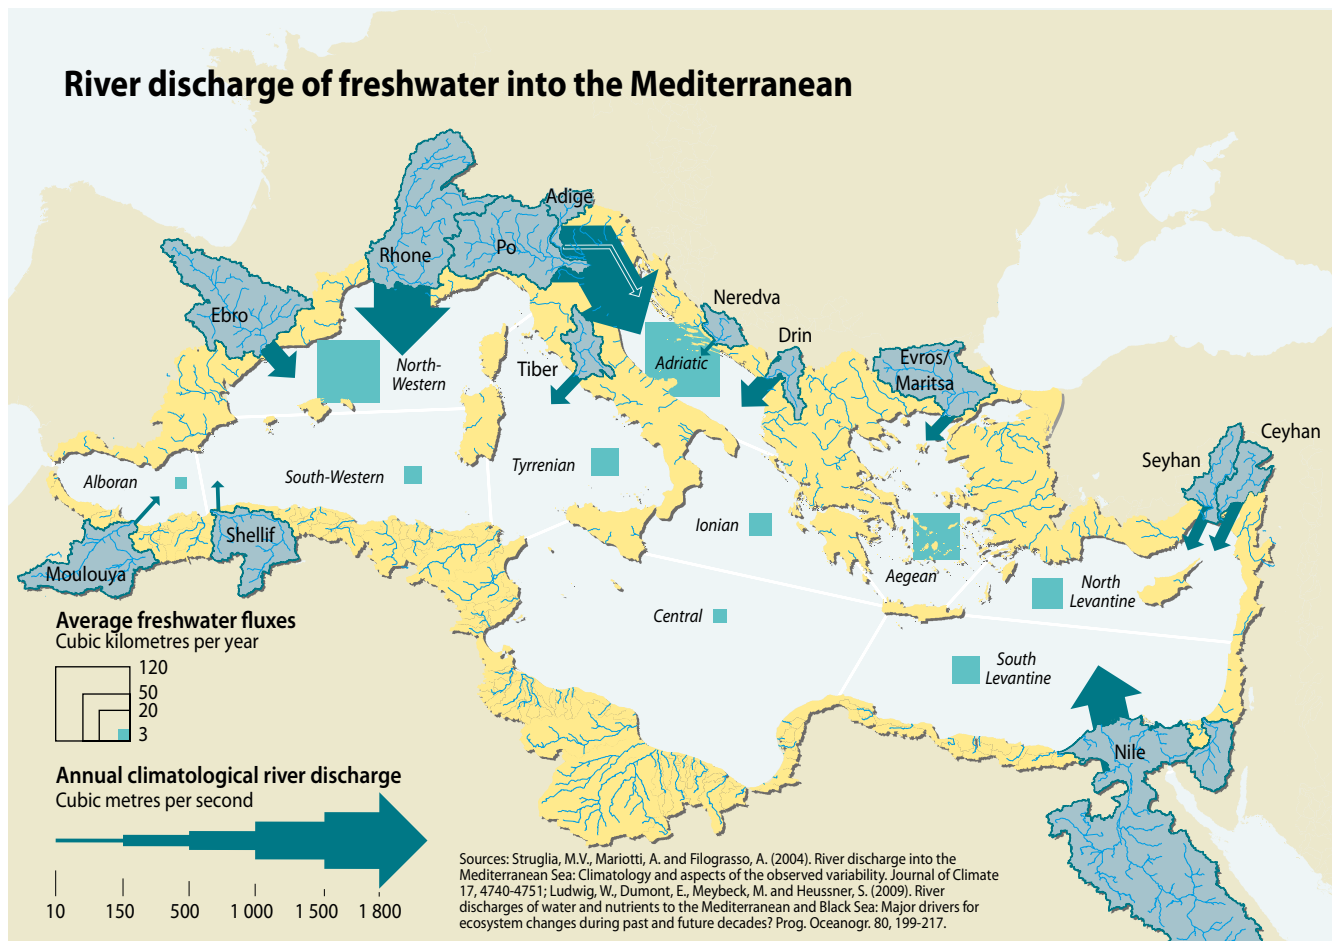 River discharge of freshwater into the Mediterranean
Adige
Po
Rhone
Ebro
Neredva
Drin
Evros/
Maritsa
Tiber
North-
Western
Adriatic
Ceyhan
Seyhan
Alboran
South-Western
Tyrrenian
Ionian
Aegean
Shellif
Moulouya
North
Levantine
Central
South
Levantine
Nile
Average freshwater fluxes
Cubic kilometres per year
120
50
20
3
Annual climatological river discharge
Cubic metres per second
10 150 500 1 000 1 500 1 800
Sources: Struglia, M.V., Mariotti, A. and Filograsso, A. (2004). River discharge into the
Mediterranean Sea: Climatology and aspects of the observed variability. Journal of Climate
17, 4740-4751; Ludwig, W., Dumont, E., Meybeck, M. and Heussner, S. (2009). River
discharges of water and nutrients to the Mediterranean and Black Sea: Major drivers for
ecosystem changes during past and future decades? Prog. Oceanogr. 80, 199-217.